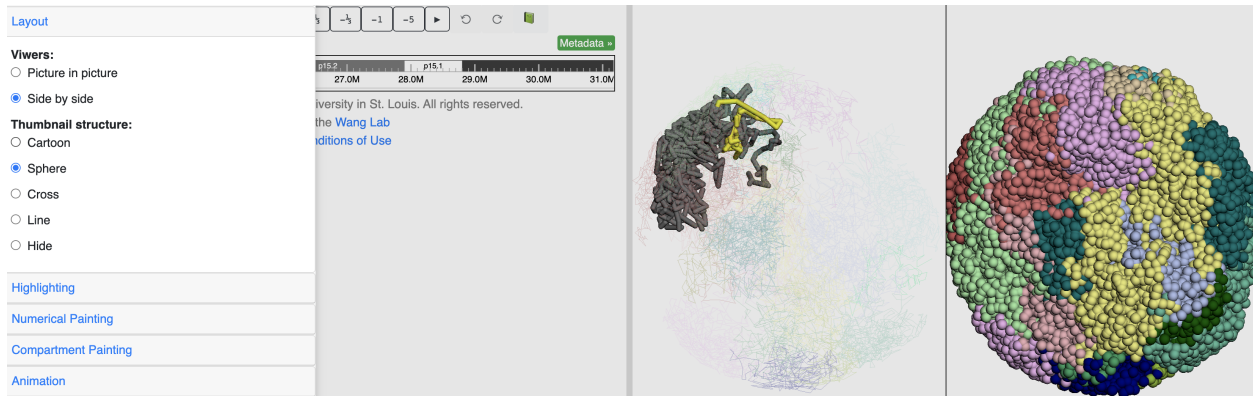 Layout
Viwers:
Picture in picture
Side by side
Thumbnail structure:
Cartoon
Sphere
Cross
Line
Hide
Highlighting
Numerical Painting
Compartment Painting
Animation
-⅓ -1 -5 ▶
Metadata »
p15.2 p15.1
27.0M 28.0M 29.0M 30.0M 31.0M
iversity in St. Louis. All rights reserved.
the Wang Lab
nditions of Use